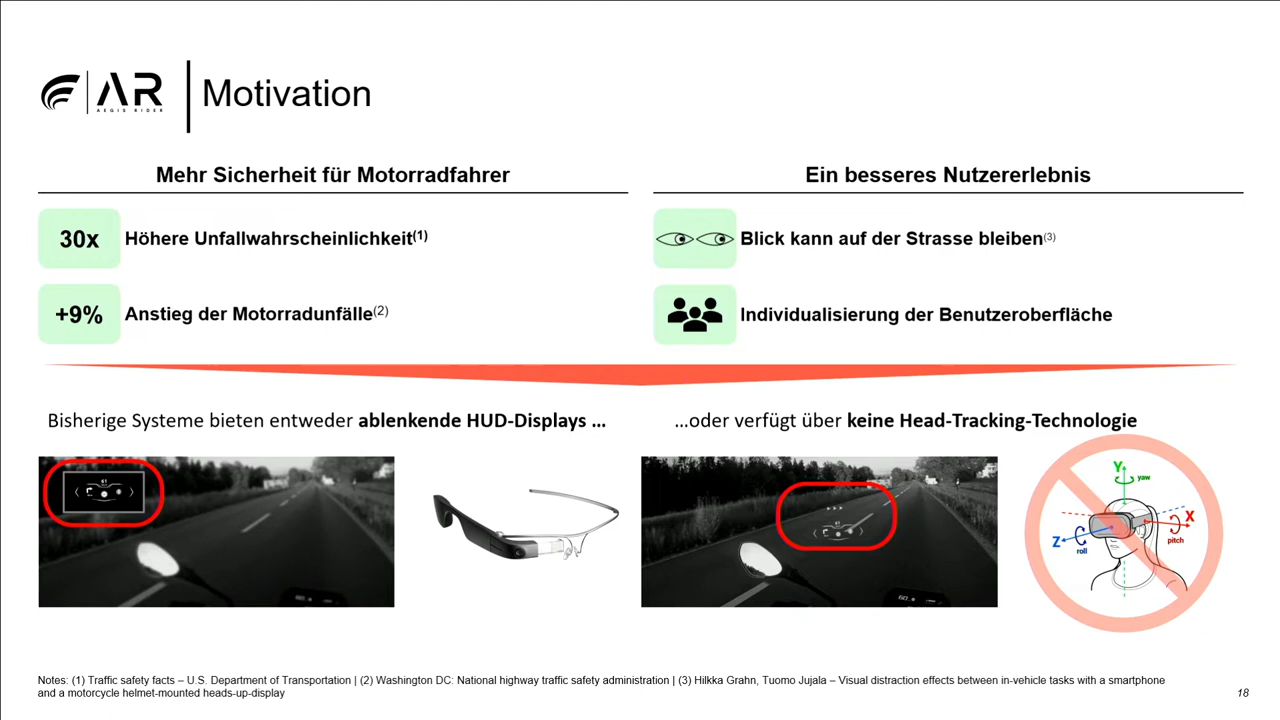 AR
AEGIS RIDER
Motivation
Mehr Sicherheit für Motorradfahrer
30x
Höhere Unfallwahrscheinlichkeit(1)
+9%
Anstieg der Motorradunfälle(2)
Ein besseres Nutzererlebnis
Blick kann auf der Strasse bleiben(3)
Individualisierung der Benutzeroberfläche
Bisherige Systeme bieten entweder ablenkende HUD-Displays ...
...oder verfügt über keine Head-Tracking-Technologie
61
61
Y
yaw
X
pitch
Z
roll
Notes: (1) Traffic safety facts – U.S. Department of Transportation | (2) Washington DC: National highway traffic safety administration | (3) Hilkka Grahn, Tuomo Jujala – Visual distraction effects between in-vehicle tasks with a smartphone
and a motorcycle helmet-mounted heads-up-display
18